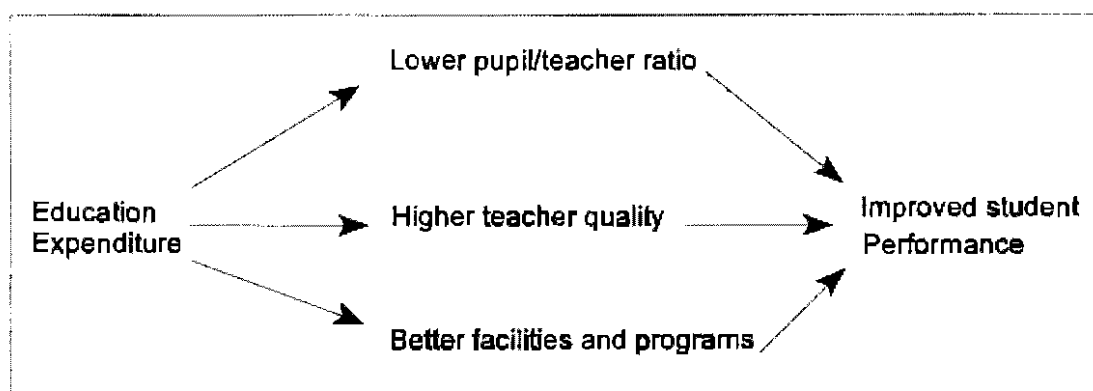 Lower pupil/teacher ratio
Education
Expenditure
Higher teacher quality
Improved student
Performance
Better facilities and programs